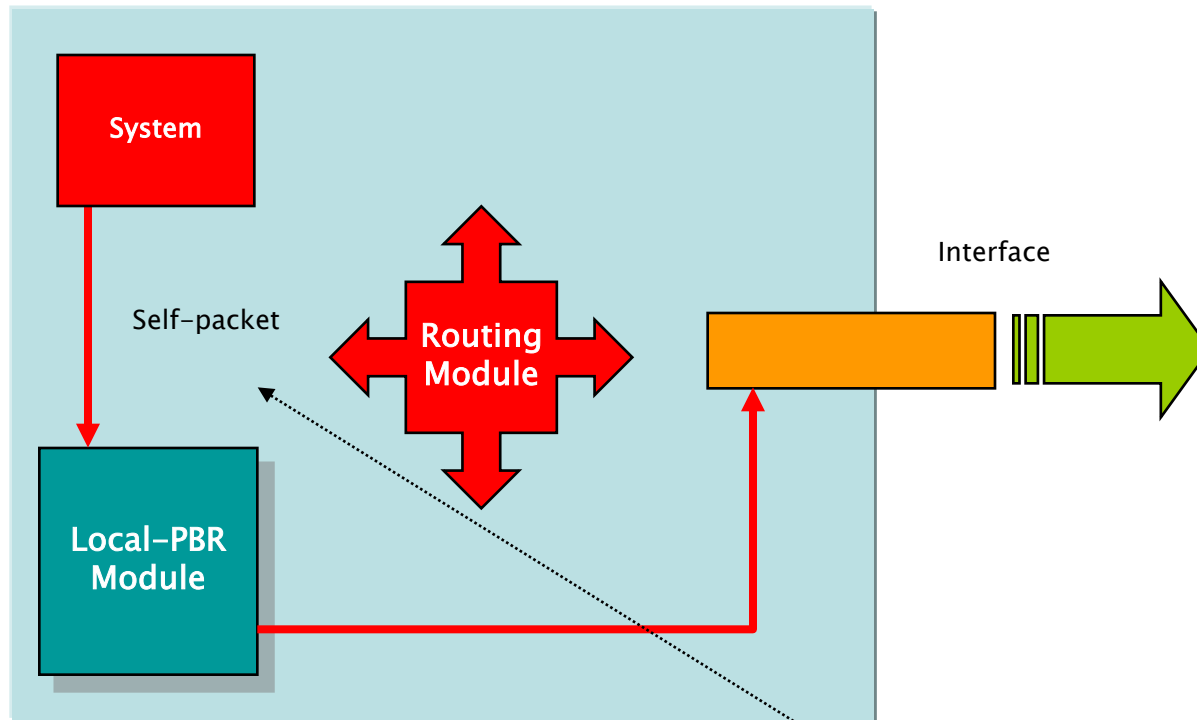 System
Interface
Self-packet
Routing
Module
Local-PBR
Module